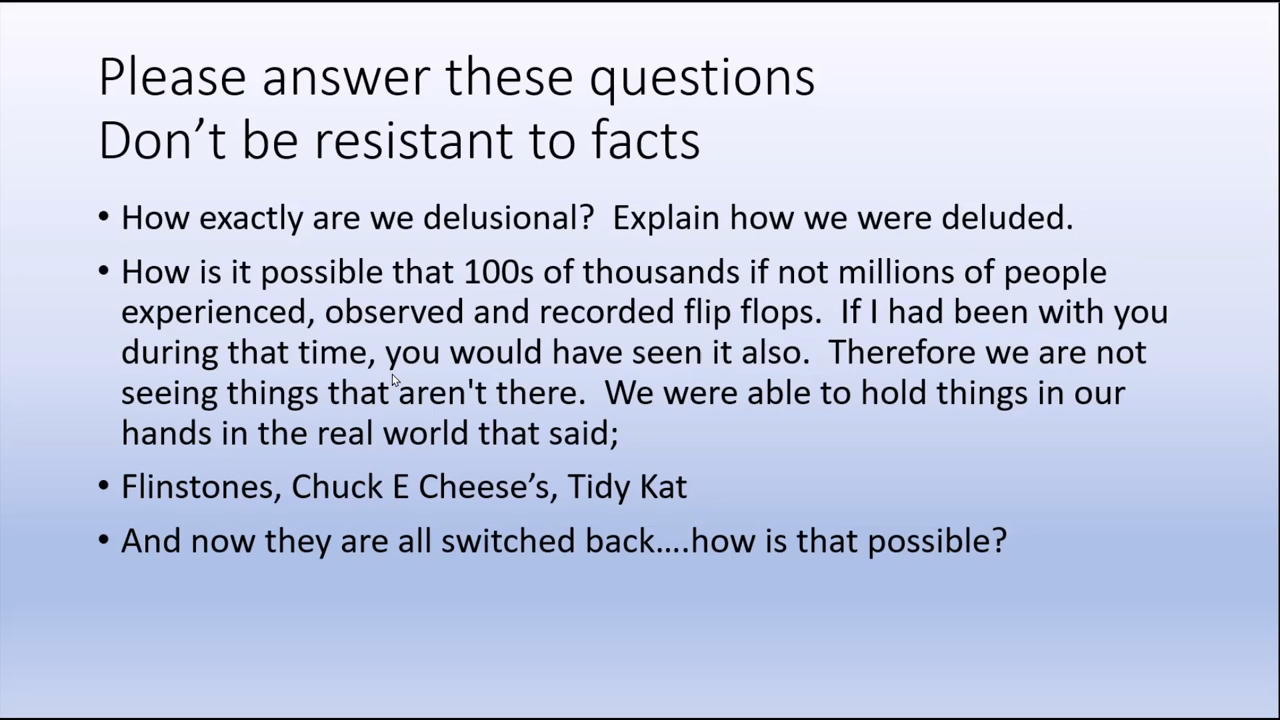 Please answer these questions
Don’t be resistant to facts
• How exactly are we delusional?  Explain how we were deluded.
• How is it possible that 100s of thousands if not millions of people
experienced, observed and recorded flip flops.  If I had been with you
during that time, you would have seen it also.  Therefore we are not
seeing things that aren't there.  We were able to hold things in our
hands in the real world that said;
• Flinstones, Chuck E Cheese’s, Tidy Kat
• And now they are all switched back….how is that possible?